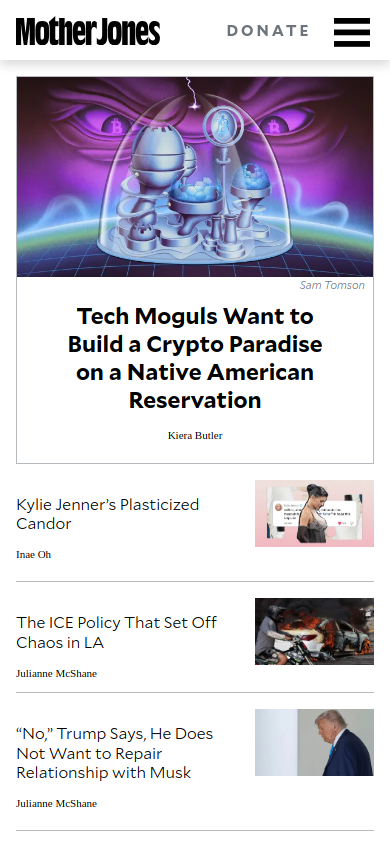 Mother Jones
DONATE
Sam Tomson
Tech Moguls Want to
Build a Crypto Paradise
on a Native American
Reservation
Kiera Butler
Kylie Jenner’s Plasticized
Candor
Inae Oh
The ICE Policy That Set Off
Chaos in LA
Julianne McShane
“No,” Trump Says, He Does
Not Want to Repair
Relationship with Musk
Julianne McShane